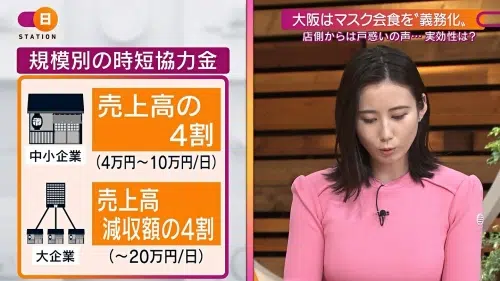 日
STATION
規模別の時短協力金
中小企業
売上高の
4割
(4万円〜10万円/日)
大企業
売上高
減収額の4割
(〜20万円/日)
大阪はマスク会食を“義務化„
店側からは戸惑いの声…実効性は?